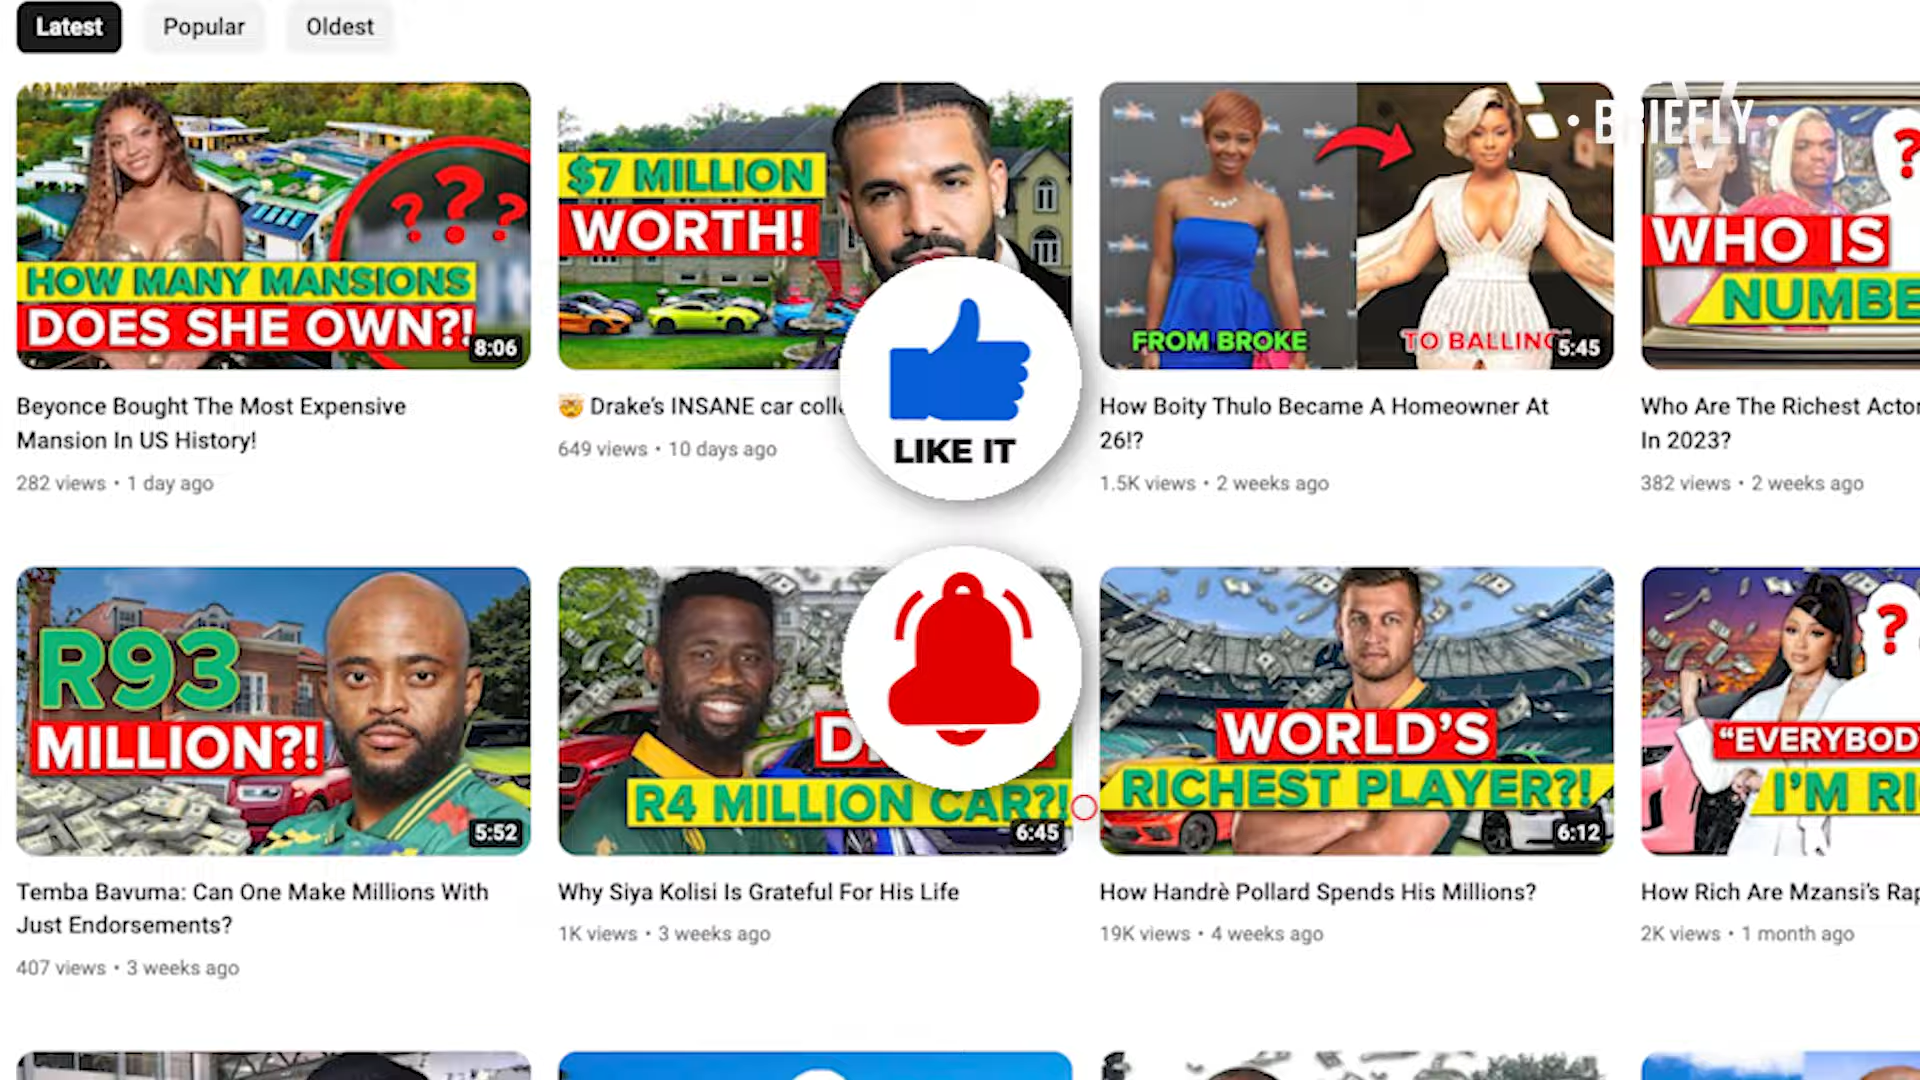 Latest
Popular
Oldest
HOW MANY MANSIONS
DOES SHE OWN?!
8:06
$7 MILLION
WORTH!
FROM BROKE
TO BALLING
5:45
• BRIEFLY •
WHO IS
NUMBE
?
???
LIKE IT
Beyonce Bought The Most Expensive
Mansion In US History!
282 views • 1 day ago
🤯 Drake's INSANE car colle
649 views • 10 days ago
How Boity Thulo Became A Homeowner At
26!?
1.5K views • 2 weeks ago
Who Are The Richest Actor
In 2023?
382 views • 2 weeks ago
R93
MILLION?!
5:52
R4 MILLION CAR?!
6:45
WORLD'S
RICHEST PLAYER?!
6:12
?
"EVERYBOD
I'M RI
Temba Bavuma: Can One Make Millions With
Just Endorsements?
407 views • 3 weeks ago
Why Siya Kolisi Is Grateful For His Life
1K views • 3 weeks ago
How Handrè Pollard Spends His Millions?
19K views • 4 weeks ago
How Rich Are Mzansi's Rap
2K views • 1 month ago